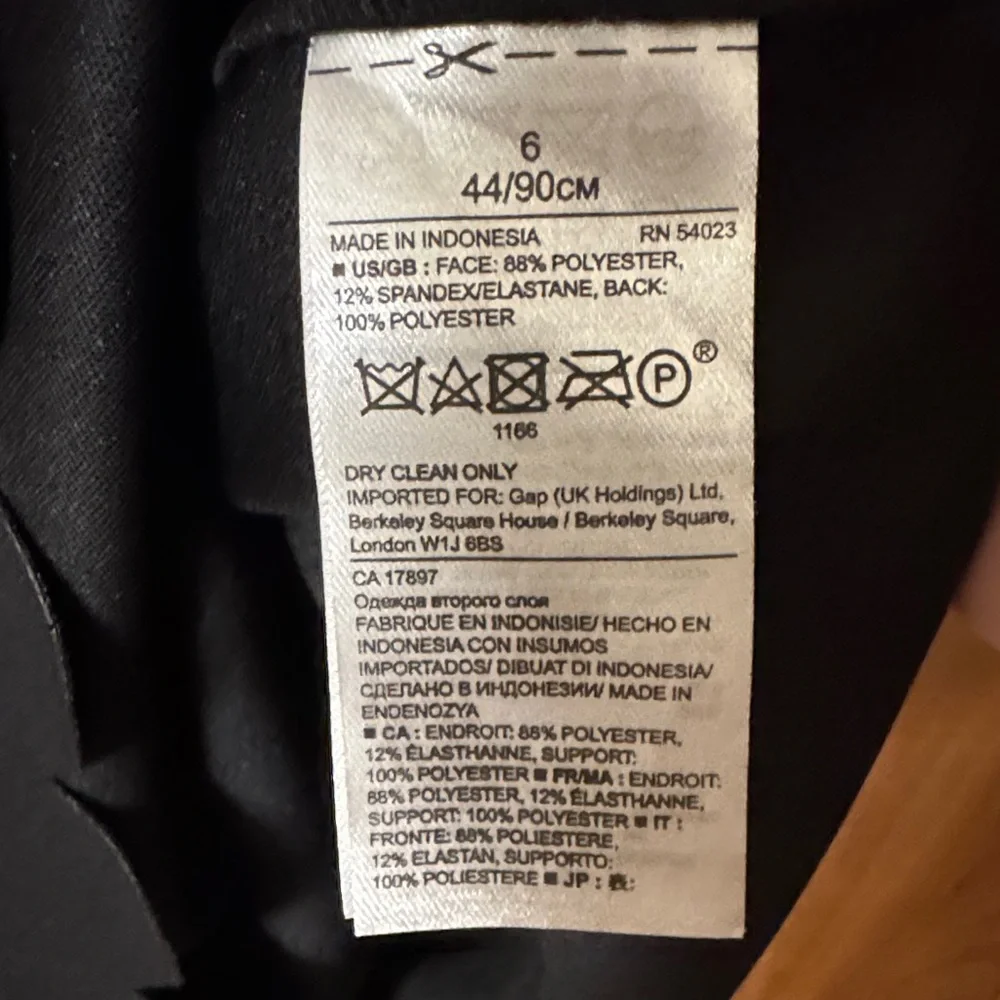 6
44/90CM
MADE IN INDONESIA RN 54023
■ US/GB : FACE: 88% POLYESTER,
12% SPANDEX/ELASTANE, BACK:
100% POLYESTER
P ®
1166
DRY CLEAN ONLY
IMPORTED FOR: Gap (UK Holdings) Ltd,
Berkeley Square House / Berkeley Square,
London W1J 6BS
CA 17897
Одежда второго слоя
FABRIQUE EN INDONISIE/ HECHO EN
INDONESIA CON INSUMOS
IMPORTADOS/ DIBUAT DI INDONESIA/
СДЕЛАНО В ИНДОНЕЗИИ/ MADE IN
ENDENOZYA
■ CA : ENDROIT: 88% POLYESTER,
12% ÉLASTHANNE, SUPPORT:
100% POLYESTER ■ FR/MA : ENDROIT:
88% POLYESTER, 12% ÉLASTHANNE,
SUPPORT: 100% POLYESTER ■ IT :
FRONTE: 88% POLIESTERE,
12% ELASTAN, SUPPORTO:
100% POLIESTERE ■ JP : 表: